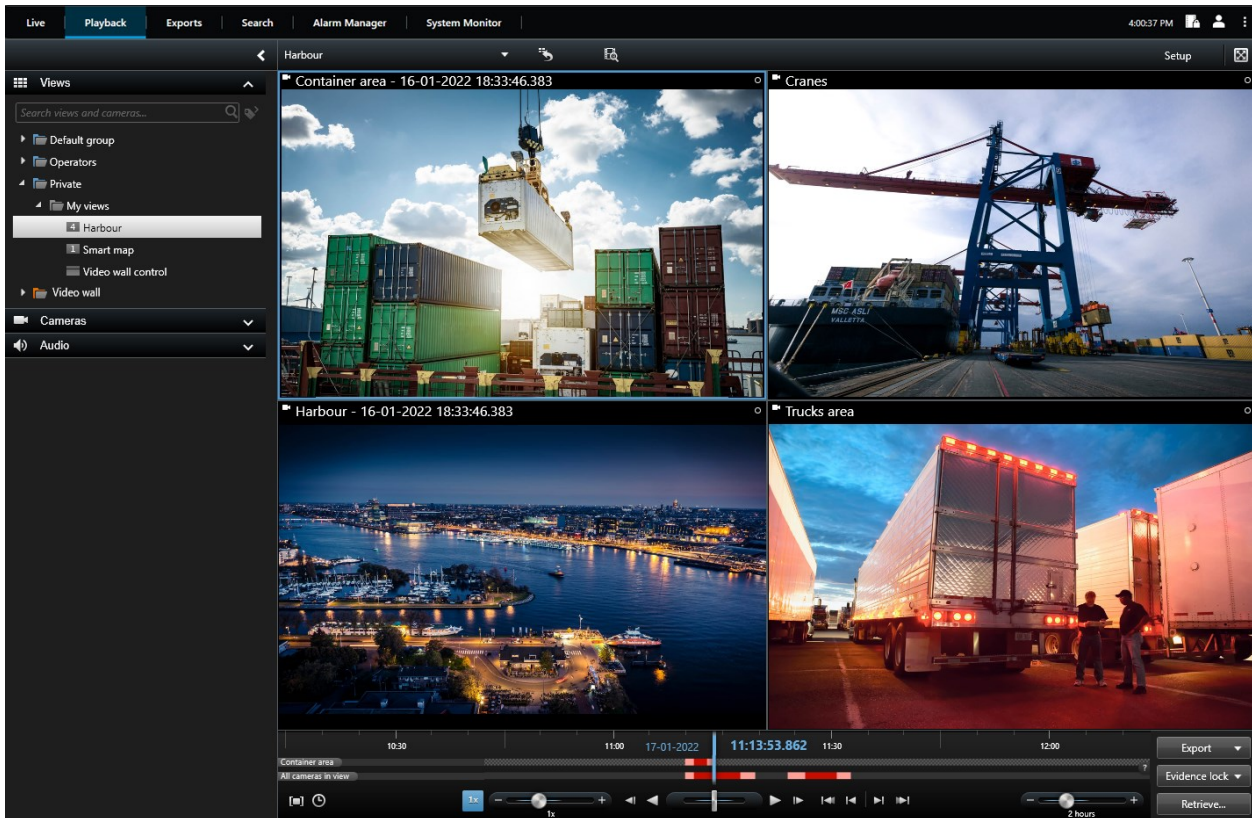 Live Playback Exports Search Alarm Manager System Monitor 4:00:37 PM
Harbour Setup
Views
Search views and cameras...
Default group
Operators
Private
My views
4 Harbour
1 Smart map
Video wall control
Video wall
Cameras
Audio
Container area - 16-01-2022 18:33:46.383
Cranes
MSC ASLI
VALLETTA
Harbour - 16-01-2022 18:33:46.383
Trucks area
10:30 11:00 17-01-2022 11:13:53.862 11:30 12:00
Container area
All cameras in view
?
Export
Evidence lock
Retrieve...
1x
- +
1x
- +
2 hours